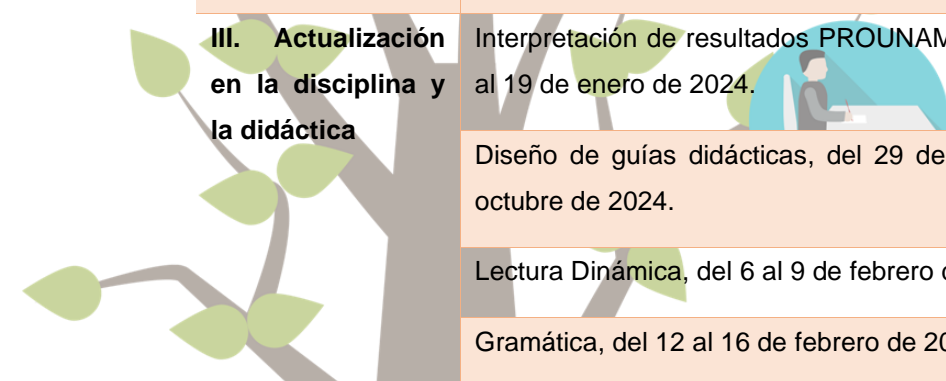 III. Actualización
en la disciplina y
la didáctica
Interpretación de resultados PROUNAM
al 19 de enero de 2024.
Diseño de guías didácticas, del 29 de
octubre de 2024.
Lectura Dinámica, del 6 al 9 de febrero
Gramática, del 12 al 16 de febrero de